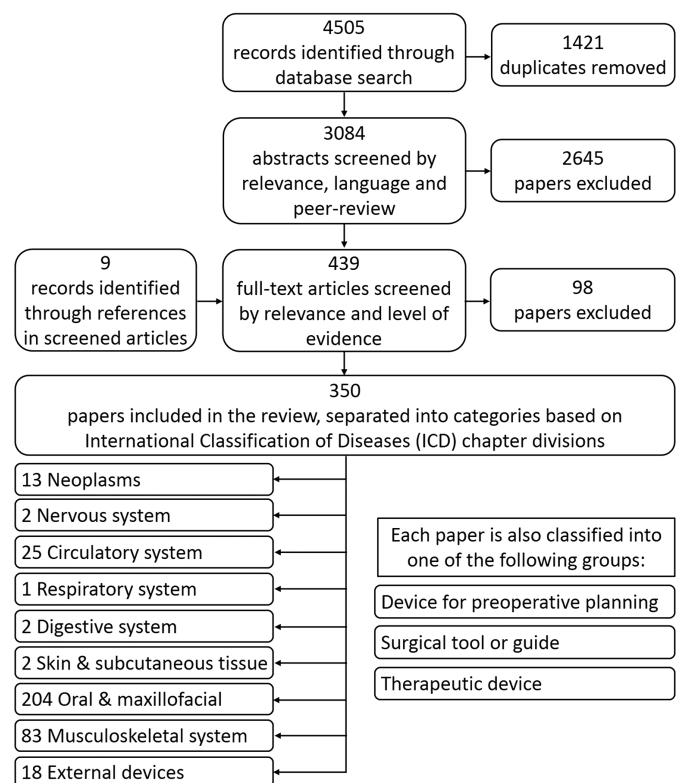 4505
records identified through
database search
1421
duplicates removed
3084
abstracts screened by
relevance, language and
peer-review
2645
papers excluded
9
records identified
through references
in screened articles
439
full-text articles screened
by relevance and level of
evidence
98
papers excluded
350
papers included in the review, separated into categories based on
International Classification of Diseases (ICD) chapter divisions
13 Neoplasms
2 Nervous system
25 Circulatory system
1 Respiratory system
2 Digestive system
2 Skin & subcutaneous tissue
204 Oral & maxillofacial
83 Musculoskeletal system
18 External devices
Each paper is also classified into
one of the following groups:
Device for preoperative planning
Surgical tool or guide
Therapeutic device